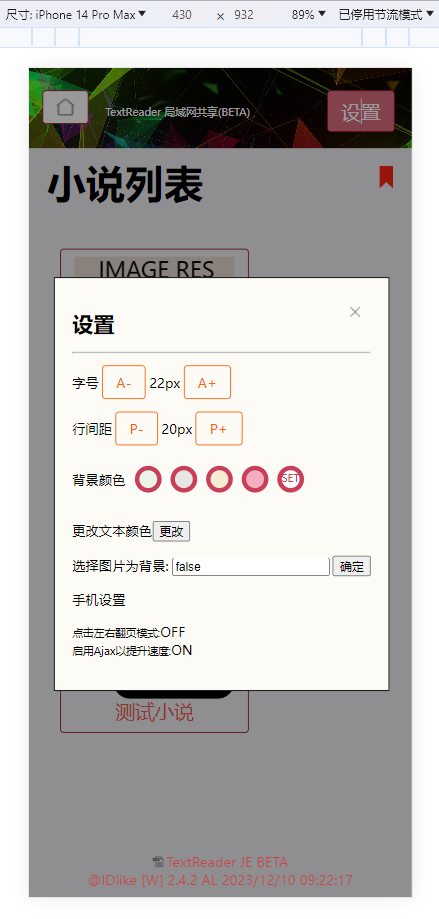 尺寸: iPhone 14 Pro Max ▼ 430 × 932 89% ▼ 已停用节流模式 ▼
TextReader 局域网共享(BETA) 设置
小说列表
IMAGE RES
设置 ×
字号 A- 22px A+
行间距 P- 20px P+
背景颜色 SET
更改文本颜色 更改
选择图片为背景: false 确定
手机设置
点击左右翻页模式:OFF
启用Ajax以提升速度:ON
测试小说
TextReader JE BETA
@IDlike [W] 2.4.2 AL 2023/12/10 09:22:17